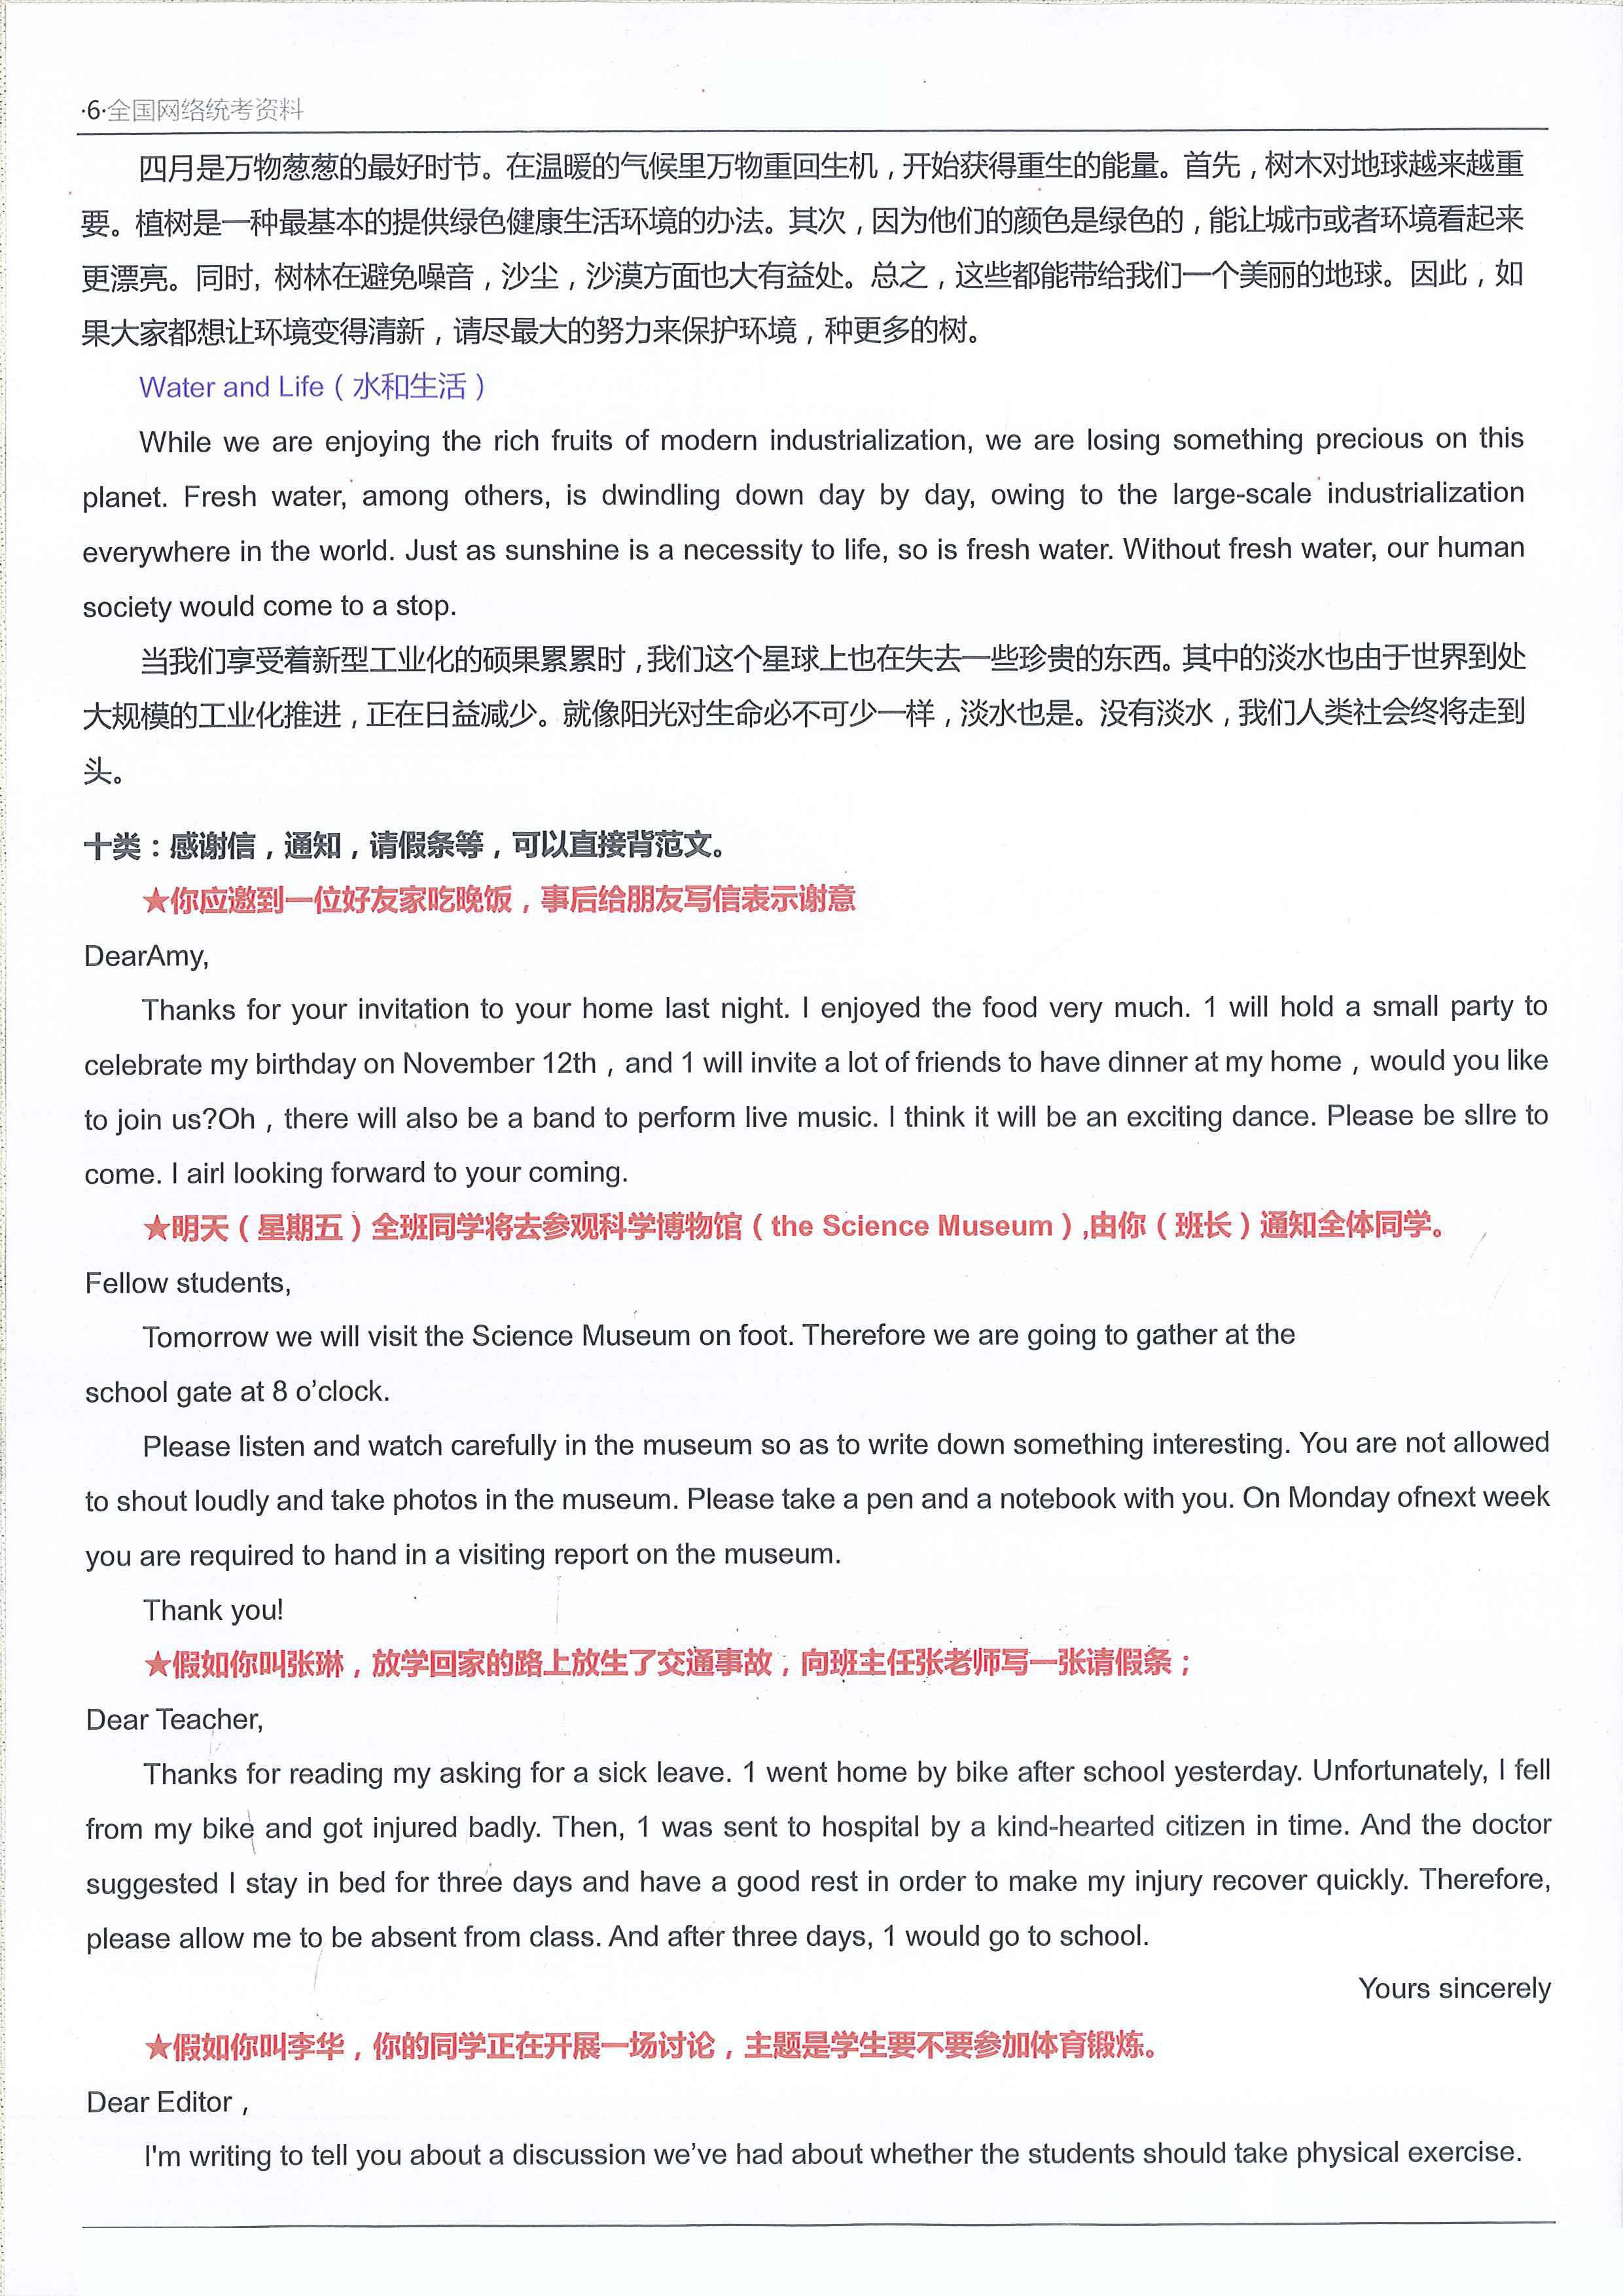 ·6·全国网络统考资料
四月是万物葱葱的最好时节。在温暖的气候里万物重回生机，开始获得重生的能量。首先，树木对地球越来越重
要。植树是一种最基本的提供绿色健康生活环境的办法。其次，因为他们的颜色是绿色的，能让城市或者环境看起来
更漂亮。同时, 树林在避免噪音，沙尘，沙漠方面也大有益处。总之，这些都能带给我们一个美丽的地球。因此，如
果大家都想让环境变得清新，请尽最大的努力来保护环境，种更多的树。
Water and Life（水和生活）
While we are enjoying the rich fruits of modern industrialization, we are losing something precious on this
planet. Fresh water, among others, is dwindling down day by day, owing to the large-scale industrialization
everywhere in the world. Just as sunshine is a necessity to life, so is fresh water. Without fresh water, our human
society would come to a stop.
当我们享受着新型工业化的硕果累累时，我们这个星球上也在失去一些珍贵的东西。其中的淡水也由于世界到处
大规模的工业化推进，正在日益减少。就像阳光对生命必不可少一样，淡水也是。没有淡水，我们人类社会终将走到
头。
十类：感谢信，通知，请假条等，可以直接背范文。
★你应邀到一位好友家吃晚饭，事后给朋友写信表示谢意
DearAmy,
Thanks for your invitation to your home last night. I enjoyed the food very much. 1 will hold a small party to
celebrate my birthday on November 12th，and 1 will invite a lot of friends to have dinner at my home，would you like
to join us?Oh，there will also be a band to perform live music. I think it will be an exciting dance. Please be sllre to
come. I airl looking forward to your coming.
★明天（星期五）全班同学将去参观科学博物馆（the Science Museum）,由你（班长）通知全体同学。
Fellow students,
Tomorrow we will visit the Science Museum on foot. Therefore we are going to gather at the
school gate at 8 o’clock.
Please listen and watch carefully in the museum so as to write down something interesting. You are not allowed
to shout loudly and take photos in the museum. Please take a pen and a notebook with you. On Monday ofnext week
you are required to hand in a visiting report on the museum.
Thank you!
★假如你叫张琳，放学回家的路上放生了交通事故；向班主任张老师写一张请假条；
Dear Teacher,
Thanks for reading my asking for a sick leave. 1 went home by bike after school yesterday. Unfortunately, I fell
from my bike and got injured badly. Then, 1 was sent to hospital by a kind-hearted citizen in time. And the doctor
suggested I stay in bed for three days and have a good rest in order to make my injury recover quickly. Therefore,
please allow me to be absent from class. And after three days, 1 would go to school.
Yours sincerely
★假如你叫李华，你的同学正在开展一场讨论，主题是学生要不要参加体育锻炼。
Dear Editor，
I'm writing to tell you about a discussion we’ve had about whether the students should take physical exercise.